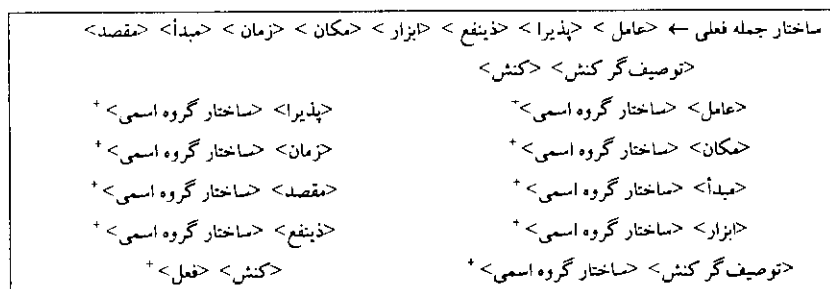 ساختار جمله فعلی ← <عامل> <پذیرا> <ذینفع> <ابزار> <مکان> <زمان> <مبدأ> <مقصد>
<توصیف‌گر کنش> <کنش>
<عامل> <ساختار گروه اسمی>+ <پذیرا> <ساختار گروه اسمی>+
<مکان> <ساختار گروه اسمی>+ <زمان> <ساختار گروه اسمی>+
<مبدأ> <ساختار گروه اسمی>+ <مقصد> <ساختار گروه اسمی>+
<ابزار> <ساختار گروه اسمی>+ <ذینفع> <ساختار گروه اسمی>+
<توصیف‌گر کنش> <ساختار گروه اسمی>+ <کنش> <فعل>+